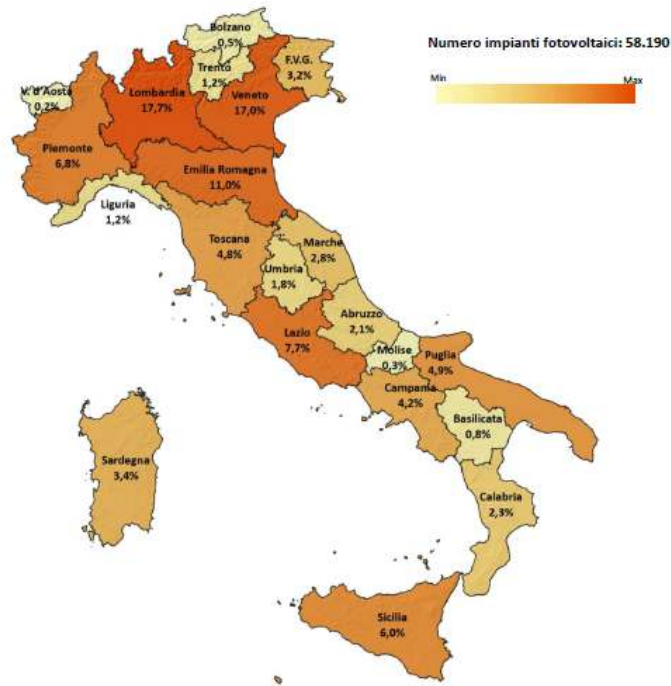 Numero impianti fotovoltaici: 58.190
Min
Max
Bolzano
0,5%
Trento
1,2%
F.V.G.
3,2%
V. d'Aosta
0,2%
Lombardia
17,7%
Veneto
17,0%
Piemonte
6,8%
Emilia Romagna
11,0%
Liguria
1,2%
Toscana
4,8%
Marche
2,8%
Umbria
1,8%
Abruzzo
2,1%
Lazio
7,7%
Molise
0,3%
Puglia
4,9%
Campania
4,2%
Basilicata
0,8%
Sardegna
3,4%
Calabria
2,3%
Sicilia
6,0%